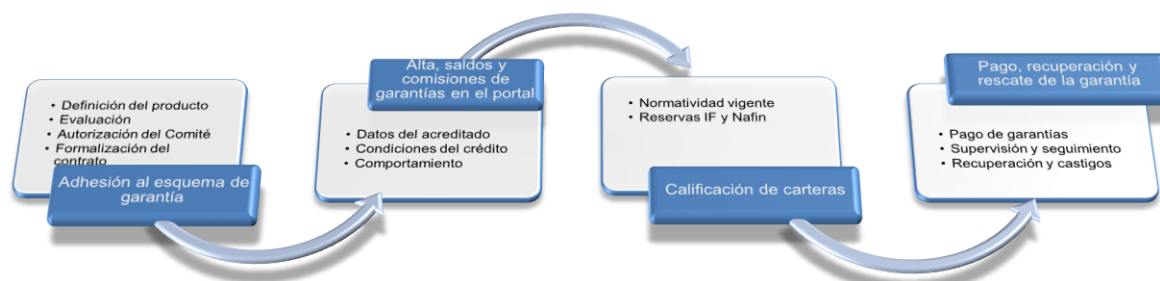 • Definición del producto
• Evaluación
• Autorización del Comité
• Formalización del
contrato
Adhesión al esquema de
garantía
Alta, saldos y
comisiones de
garantías en el portal
• Datos del acreditado
• Condiciones del crédito
• Comportamiento
• Normatividad vigente
• Reservas IF y Nafin
Calificación de carteras
Pago, recuperación y
rescate de la garantía
• Pago de garantías
• Supervisión y seguimiento
• Recuperación y castigos